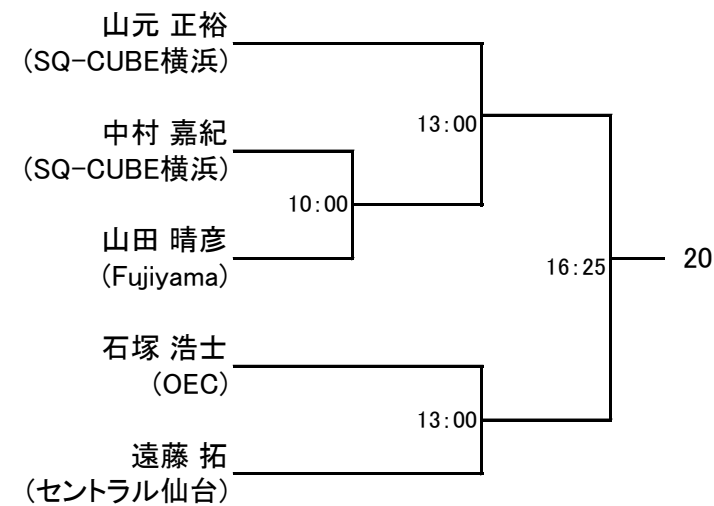 山元 正裕
(SQ-CUBE横浜)
13:00
中村 嘉紀
(SQ-CUBE横浜)
10:00
山田 晴彦
(Fujiyama)
16:25
20
石塚 浩士
(OEC)
13:00
遠藤 拓
(セントラル仙台)